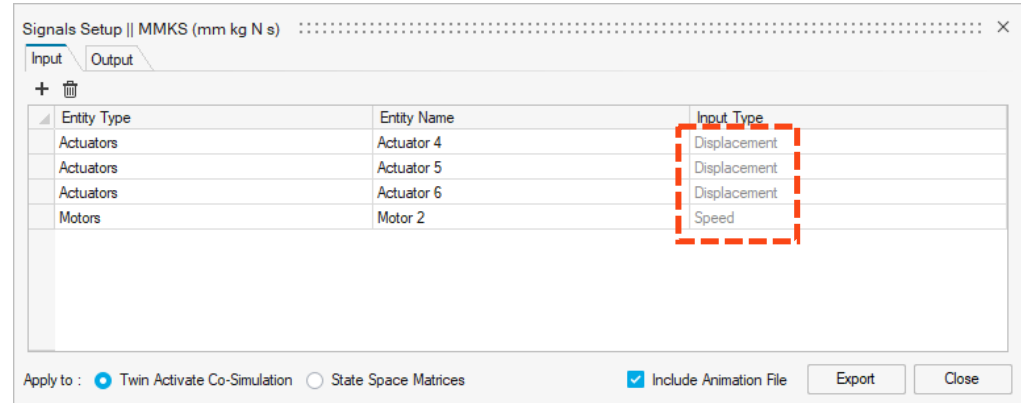 Signals Setup || MMKS (mm kg N s)
Input Output
Entity Type Entity Name Input Type
Actuators Actuator 4 Displacement
Actuators Actuator 5 Displacement
Actuators Actuator 6 Displacement
Motors Motor 2 Speed
Apply to : Twin Activate Co-Simulation State Space Matrices Include Animation File Export Close